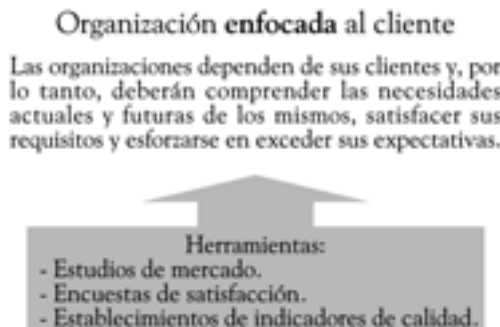 Organización enfocada al cliente
Las organizaciones dependen de sus clientes y, por
lo tanto, deberán comprender las necesidades
actuales y futuras de los mismos, satisfacer sus
requisitos y esforzarse en exceder sus expectativas.
Herramientas:
- Estudios de mercado.
- Encuestas de satisfacción.
- Establecimientos de indicadores de calidad.